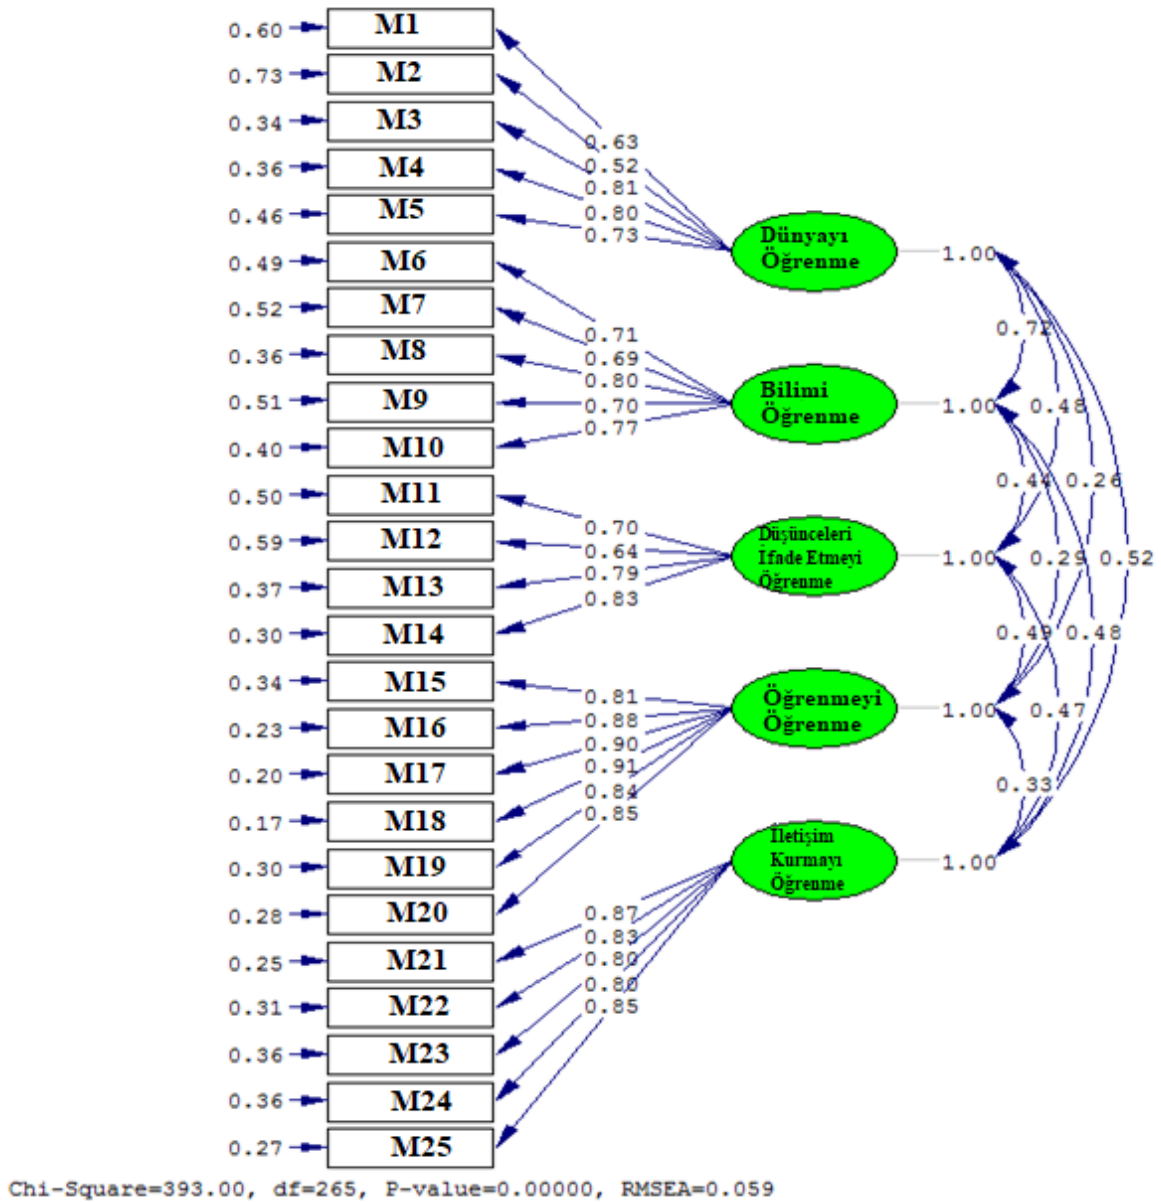 0.60 M1
0.73 M2
0.34 M3
0.36 M4
0.46 M5
0.49 M6
0.52 M7
0.36 M8
0.51 M9
0.40 M10
0.50 M11
0.59 M12
0.37 M13
0.30 M14
0.34 M15
0.23 M16
0.20 M17
0.17 M18
0.30 M19
0.28 M20
0.25 M21
0.31 M22
0.36 M23
0.36 M24
0.27 M25
0.63
0.52
0.81
0.80
0.73
0.71
0.69
0.80
0.70
0.77
0.70
0.64
0.79
0.83
0.81
0.88
0.90
0.91
0.84
0.85
0.87
0.83
0.80
0.80
0.85
Dünyayı
Öğrenme
1.00
Bilimi
Öğrenme
1.00
Düşünceleri
İfade Etmeyi
Öğrenme
1.00
Öğrenmeyi
Öğrenme
1.00
İletişim
Kurmayı
Öğrenme
1.00
0.72
0.48
0.44 0.26
0.29 0.52
0.49 0.48
0.47
0.33
Chi-Square=393.00, df=265, P-value=0.00000, RMSEA=0.059